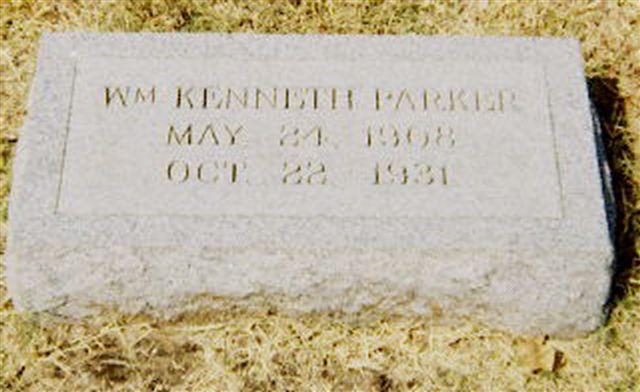 WM KENNETH PARKER
MAY 24, 1908
OCT. 22 1931